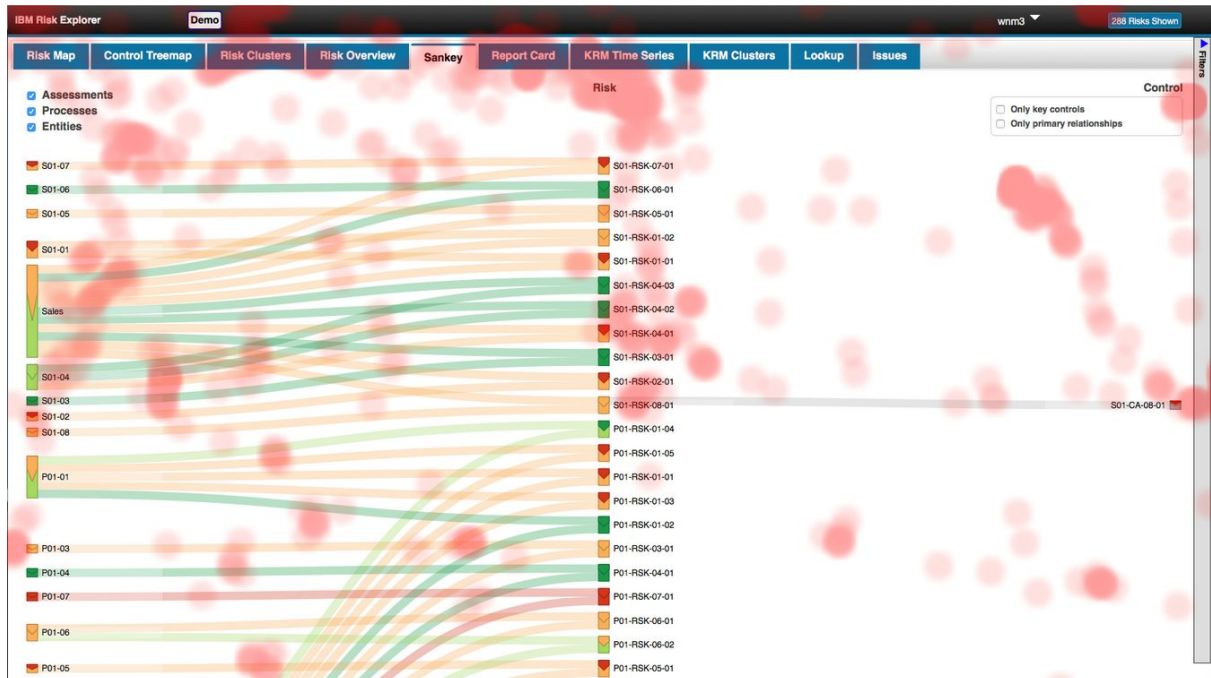 IBM Risk Explorer
Demo
wnm3
288 Risks Shown
Risk Map
Control Treemap
Risk Clusters
Risk Overview
Sankey
Report Card
KRM Time Series
KRM Clusters
Lookup
Issues
Filters
Assessments
Processes
Entities
Risk
Control
Only key controls
Only primary relationships
S01-07
S01-06
S01-05
S01-01
Sales
S01-04
S01-03
S01-02
S01-08
P01-01
P01-03
P01-04
P01-07
P01-06
P01-05
S01-RSK-07-01
S01-RSK-06-01
S01-RSK-05-01
S01-RSK-01-02
S01-RSK-01-01
S01-RSK-04-03
S01-RSK-04-02
S01-RSK-04-01
S01-RSK-03-01
S01-RSK-02-01
S01-RSK-08-01
P01-RSK-01-04
P01-RSK-01-05
P01-RSK-01-01
P01-RSK-01-03
P01-RSK-01-02
P01-RSK-03-01
P01-RSK-04-01
P01-RSK-07-01
P01-RSK-06-01
P01-RSK-06-02
P01-RSK-05-01
S01-CA-08-01